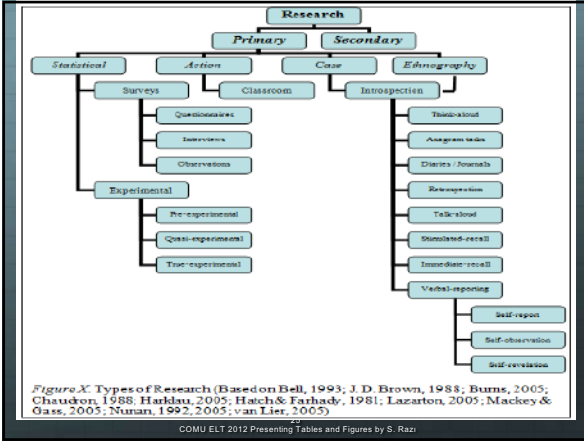 Research
Primary Secondary
Statistical Action Case Ethnography
Surveys Classroom Introspection
Questionnaires Think-aloud
Interviews Anagram tasks
Observations Diaries / Journals
Experimental Retrospection
Pre-experimental Talk-aloud
Quasi-experimental Stimulated-recall
True-experimental Immediate-recall
Verbal-reporting
Self-report
Self-observation
Self-revelation
Figure X. Types of Research (Based on Bell, 1993; J. D. Brown, 1988; Burns, 2005;
Chaudron, 1988; Harklau, 2005; Hatch & Farhady, 1981; Lazarton, 2005; Mackey &
Gass, 2005; Nunan, 1992, 2005; van Lier, 2005)
25
COMU ELT 2012 Presenting Tables and Figures by S. Razı